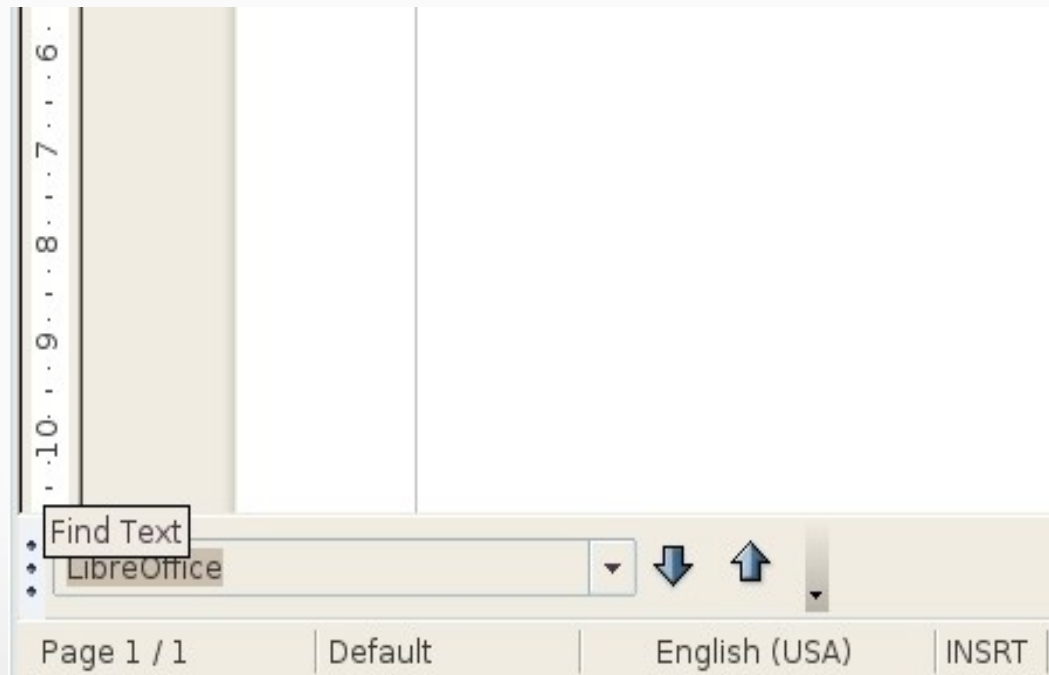 6
7
8
9
10
Find Text
LibreOffice
Page 1 / 1
Default
English (USA)
INSRT